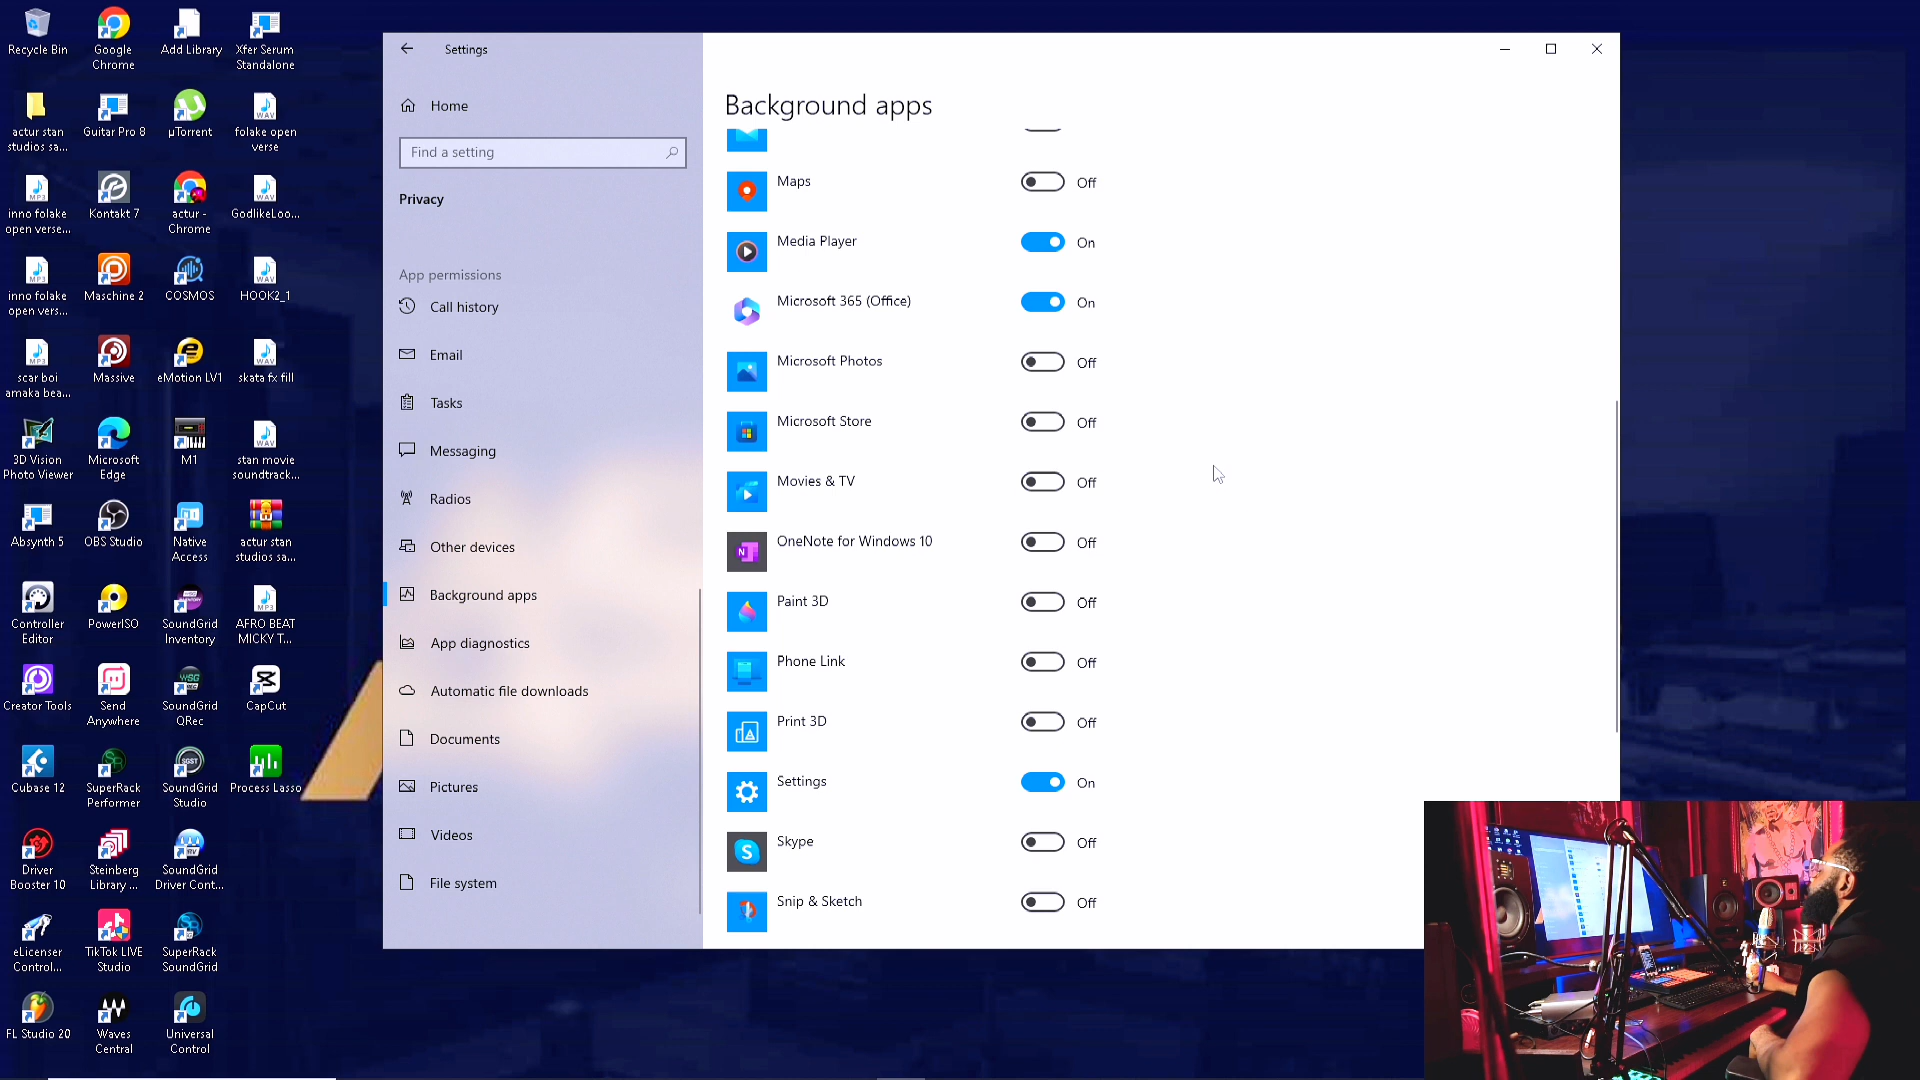 Recycle Bin
Google
Chrome
Add Library
Xfer Serum
Standalone
actur stan
studios sa...
Guitar Pro 8
µTorrent
folake open
verse
inno folake
open verse...
Kontakt 7
actur -
Chrome
GodlikeLoo...
inno folake
open vers...
Maschine 2
COSMOS
HOOK2_1
scar boi
amaka bea...
Massive
eMotion LV1
skata fx fill
3D Vision
Photo Viewer
Microsoft
Edge
M1
stan movie
soundtrack...
Absynth 5
OBS Studio
Native
Access
actur stan
studios sa...
Controller
Editor
PowerISO
SoundGrid
Inventory
AFRO BEAT
MICKY T...
Creator Tools
Send
Anywhere
SoundGrid
QRec
CapCut
Cubase 12
SuperRack
Performer
SoundGrid
Studio
Process Lasso
Driver
Booster 10
Steinberg
Library ...
SoundGrid
Driver Cont...
eLicenser
Control...
TikTok LIVE
Studio
SuperRack
SoundGrid
FL Studio 20
Waves
Central
Universal
Control
Settings
Home
Find a setting
Privacy
App permissions
Call history
Email
Tasks
Messaging
Radios
Other devices
Background apps
App diagnostics
Automatic file downloads
Documents
Pictures
Videos
File system
Background apps
Maps Off
Media Player On
Microsoft 365 (Office) On
Microsoft Photos Off
Microsoft Store Off
Movies & TV Off
OneNote for Windows 10 Off
Paint 3D Off
Phone Link Off
Print 3D Off
Settings On
Skype Off
Snip & Sketch Off